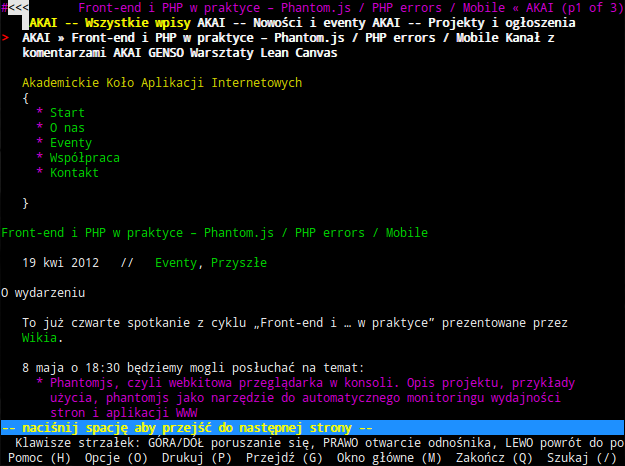 #<<<       Front-end i PHP w praktyce – Phantom.js / PHP errors / Mobile « AKAI (p1 of 3)
AKAI -- Wszystkie wpisy AKAI -- Nowości i eventy AKAI -- Projekty i ogłoszenia
> AKAI » Front-end i PHP w praktyce – Phantom.js / PHP errors / Mobile Kanał z
komentarzami AKAI GENSO Warsztaty Lean Canvas
Akademickie Koło Aplikacji Internetowych
{
* Start
* O nas
* Eventy
* Współpraca
* Kontakt
}
Front-end i PHP w praktyce – Phantom.js / PHP errors / Mobile
19 kwi 2012   //   Eventy, Przyszłe
O wydarzeniu
To już czwarte spotkanie z cyklu „Front-end i … w praktyce” prezentowane przez
Wikia.
8 maja o 18:30 będziemy mogli posłuchać na temat:
* Phantomjs, czyli webkitowa przeglądarka w konsoli. Opis projektu, przykłady
użycia, phantomjs jako narzędzie do automatycznego monitoringu wydajności
stron i aplikacji WWW
-- naciśnij spację aby przejść do następnej strony --
Klawisze strzałek: GÓRA/DÓŁ poruszanie się, PRAWO otwarcie odnośnika, LEWO powrót do po
Pomoc (H)  Opcje (O)  Drukuj (P)  Przejdź (G)  Okno główne (M)  Zakończ (Q)  Szukaj (/)